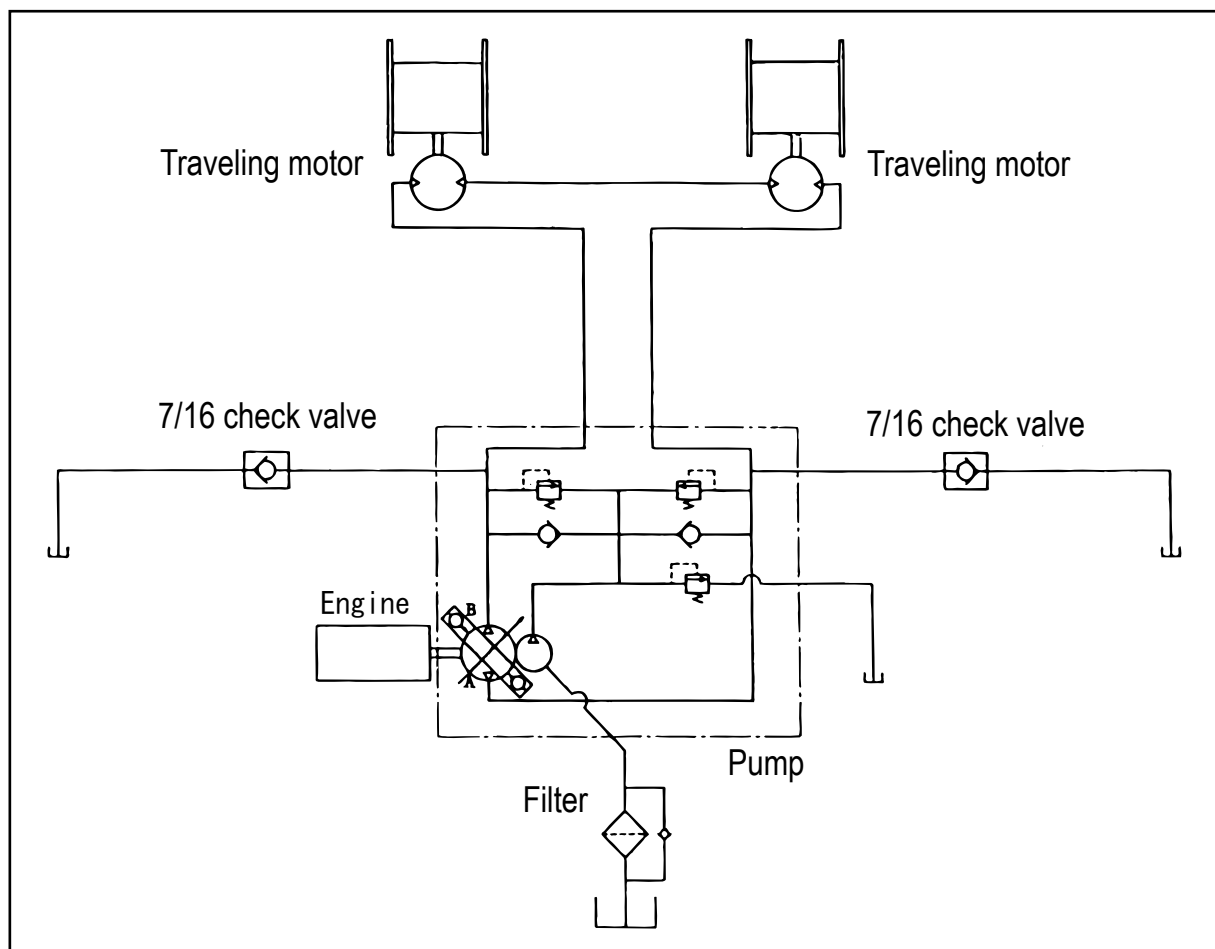 Traveling motor
Traveling motor
7/16 check valve
7/16 check valve
Engine
B
A
Pump
Filter